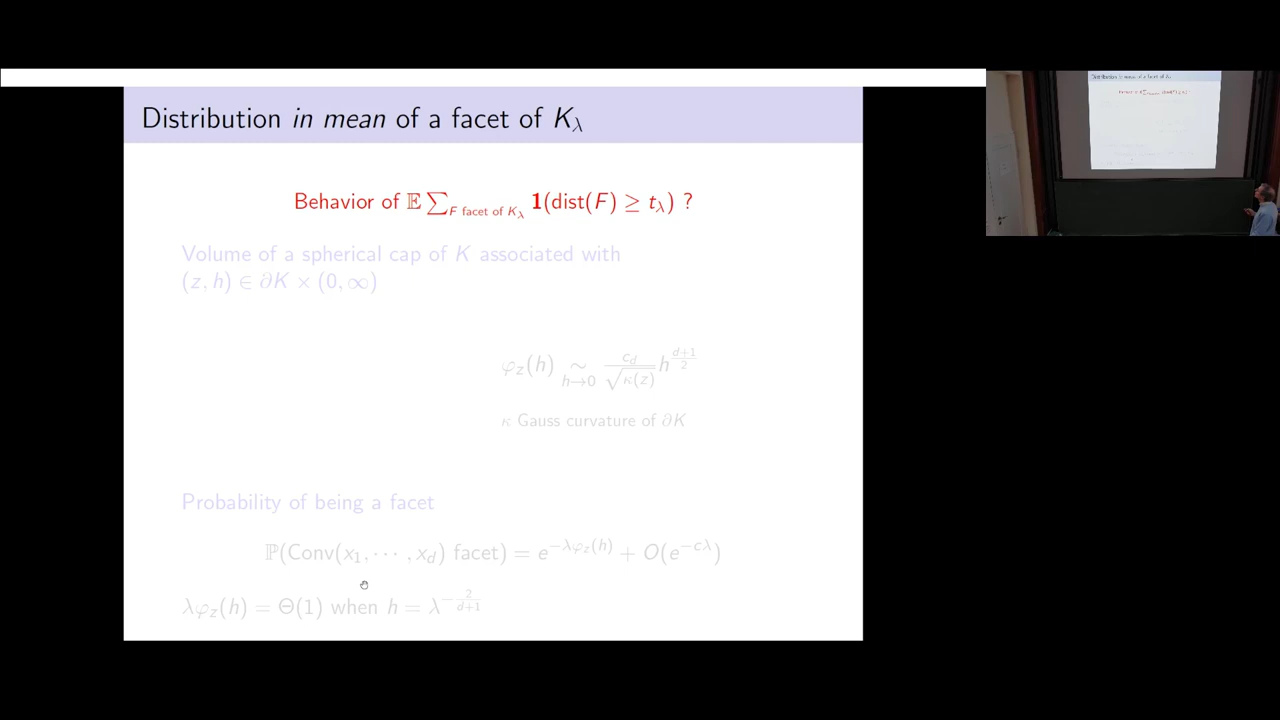 Distribution in mean of a facet of K_λ
Behavior of 𝔼 ∑_{F facet of K_λ} 𝟏(dist(F) ≥ t_λ) ?
Volume of a spherical cap of K associated with
(z, h) ∈ ∂K × (0, ∞)
φ_z(h) ∼_{h→0} c_d/√κ(z) h^{(d+1)/2}
κ Gauss curvature of ∂K
Probability of being a facet
ℙ(Conv(x_1, ⋯ , x_d) facet) = e^{−λφ_z(h)} + O(e^{−cλ})
λφ_z(h) = Θ(1) when h = λ^{−2/(d+1)}